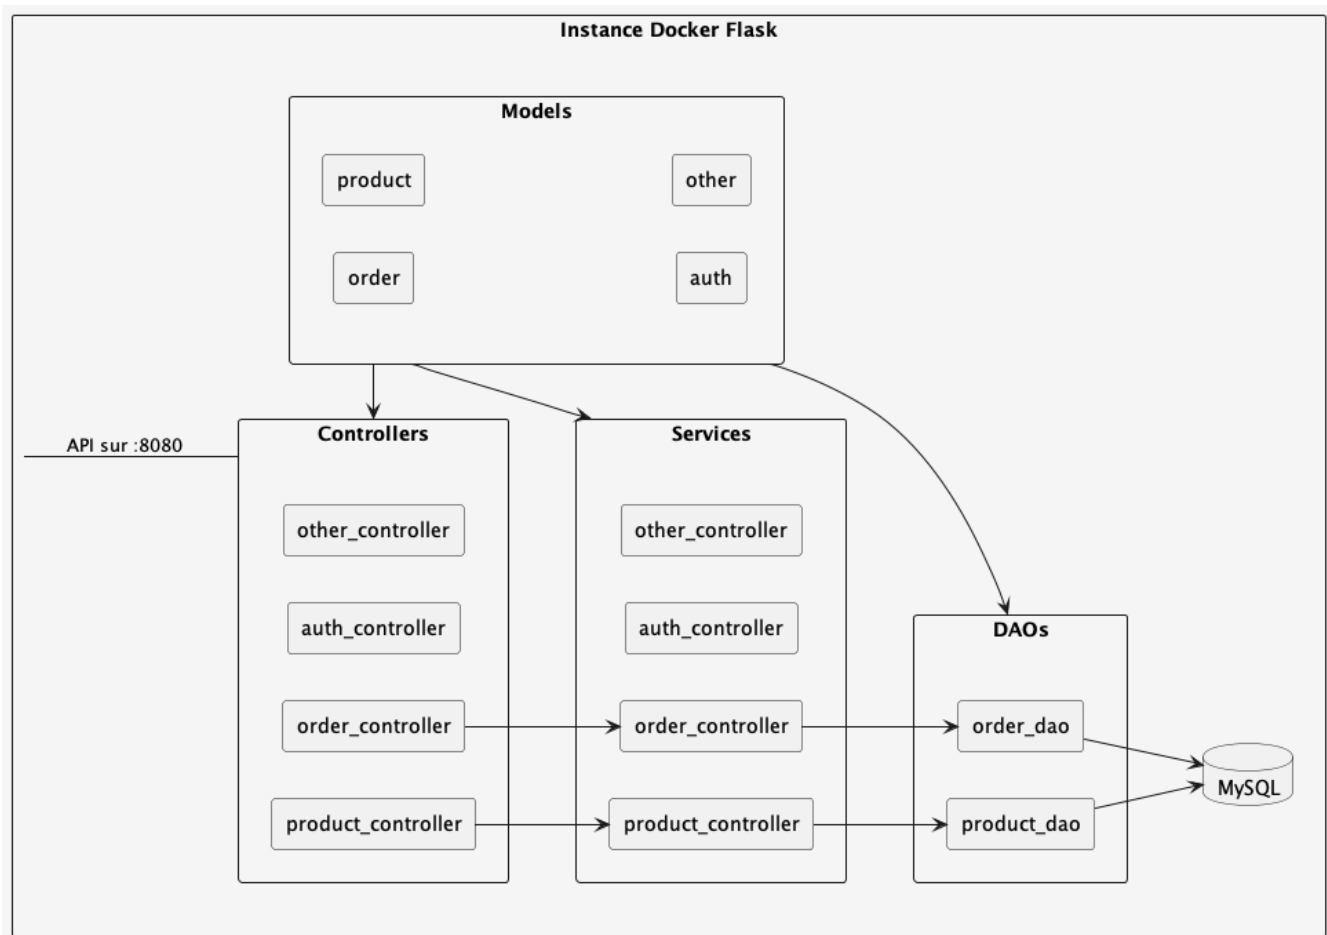 Instance Docker Flask
Models
product
other
order
auth
API sur :8080
Controllers
other_controller
auth_controller
order_controller
product_controller
Services
other_controller
auth_controller
order_controller
product_controller
DAOs
order_dao
product_dao
MySQL